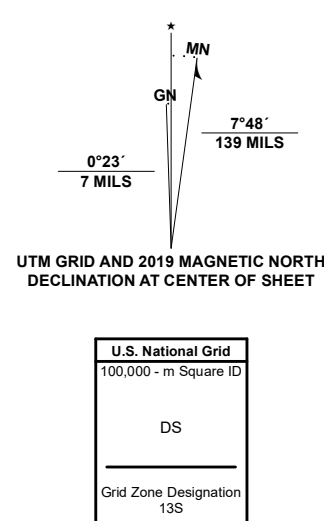 ★
MN
GN
7°48´
139 MILS
0°23´
7 MILS
UTM GRID AND 2019 MAGNETIC NORTH
DECLINATION AT CENTER OF SHEET
U.S. National Grid
100,000 - m Square ID
DS
Grid Zone Designation
13S